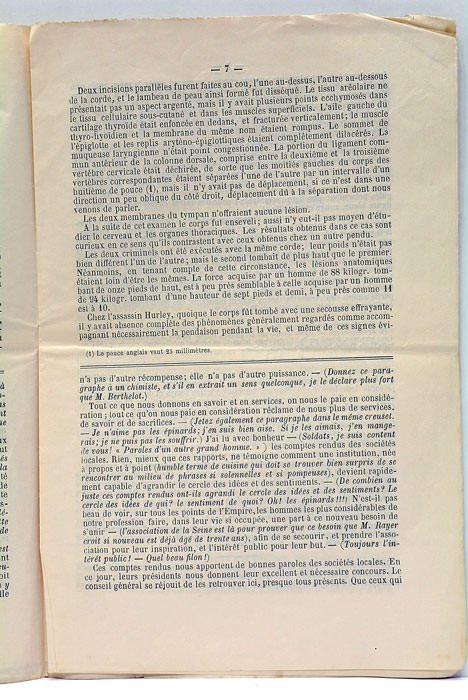 — 7 —
Deux incisions parallèles furent faites au cou, l'une au-dessus, l'autre au-dessous
de la corde, et le lambeau de peau ainsi formé fut disséqué. Le tissu aréolaire ne
présentait pas un aspect argenté, mais il y avait plusieurs points ecchymosés dans
le tissu cellulaire sous-cutané et dans les muscles superficiels. L'aile gauche du
cartilage thyroïde était enfoncée en dedans, et fracturée verticalement; le muscle
thyro-hyoïdien et la membrane du même nom étaient rompus. Le sommet de
l'épiglotte et les replis aryténo-épiglottiques étaient complétement dilacérés. La
muqueuse laryngienne n'était point congestionnée. La portion du ligament com-
mun antérieur de la colonne dorsale, comprise entre la deuxième et la troisième
vertèbre cervicale était déchirée, de sorte que les moitiés gauches du corps des
vertèbres correspondantes étaient séparées l'une de l'autre par un intervalle d'un
huitième de pouce (1), mais il n'y avait pas de déplacement, si ce n'est dans une
direction un peu oblique du côté droit, déplacement dû à la séparation dont nous
venons de parler.
Les deux membranes du tympan n'offraient aucune lésion.
A la suite de cet examen le corps fut enseveli; aussi n'y eut-il pas moyen d'étu-
dier le cerveau et les organes thoraciques. Les résultats obtenus dans ce cas sont
curieux en ce sens qu'ils contrastent avec ceux obtenus chez un autre pendu.
Les deux criminels ont été exécutés avec la même corde; leur poids n'était pas
bien différent l'un de l'autre; mais le second tombait de plus haut que le premier.
Néanmoins, en tenant compte de cette circonstance, les lésions anatomiques
étaient loin d'être les mêmes. La force acquise par un homme de 88 kilogr. tom-
bant de onze pieds de haut, est à peu près semblable à celle acquise par un homme
de 94 kilogr. tombant d'une hauteur de sept pieds et demi, à peu près comme 11
est à 10.
Chez l'assassin Hurley, quoique le corps fût tombé avec une secousse effrayante,
il y avait absence complète des phénomènes généralement regardés comme accom-
pagnant nécessairement la pendaison pendant la vie, et même de ces signes évi-
(1) Le pouce anglais vaut 25 millimètres.
n'a pas d'autre récompense; elle n'a pas d'autre puissance. — (Donnez ce para-
graphe à un chimiste, et s'il en extrait un sens quelconque, je le déclare plus fort
que M. Berthelot.)
Tout ce que nous donnons en savoir et en services, on nous le paie en considé-
ration; tout ce qu'on nous paie en considération réclame de nous plus de services,
de savoir et de sacrifices. — (Jetez également ce paragraphe dans le même creuset.
— Je n'aime pas les épinards; j'en suis bien aise. Si je les aimais, j'en mange-
rais; je ne puis pas les souffrir.) J'ai lu avec bonheur — (Soldats, je suis content
de vous! « Paroles d'un autre grand homme. » ) les comptes rendus des sociétés
locales. Rien, mieux que ces rapports, ne témoigne comment une institution, née
à propos et à point (humble terme de cuisine qui doit se trouver bien surpris de se
rencontrer au milieu de phrases si solennelles et si pompeuses), devient rapide-
ment capable d'agrandir le cercle des idées et des sentiments. — (De combien au
juste ces comptes rendus ont-ils agrandi le cercle des idées et des sentiments? Le
cercle des idées de qui? le sentiment de quoi? Oh! les épinards!!!) N'est-il pas
beau de voir, sur tous les points de l'Empire, les hommes les plus considérables de
notre profession faire, dans leur vie si occupée, une part à ce nouveau besoin de
s'unir — (l'association de la Seine est là pour prouver que ce besoin que M. Rayer
croit si nouveau est déjà âgé de trente ans), afin de se secourir, et prendre l'asso-
ciation pour leur inspiration, et l'intérêt public pour leur but. — (Toujours l'in-
térêt public! — Quel beau filon!)
Ces comptes rendus nous apportent de bonnes paroles des sociétés locales. En
ce jour, leurs présidents nous donnent leur excellent et nécessaire concours. Le
conseil général se réjouit de les retrouver ici, presque tous présents. Que ceux qui